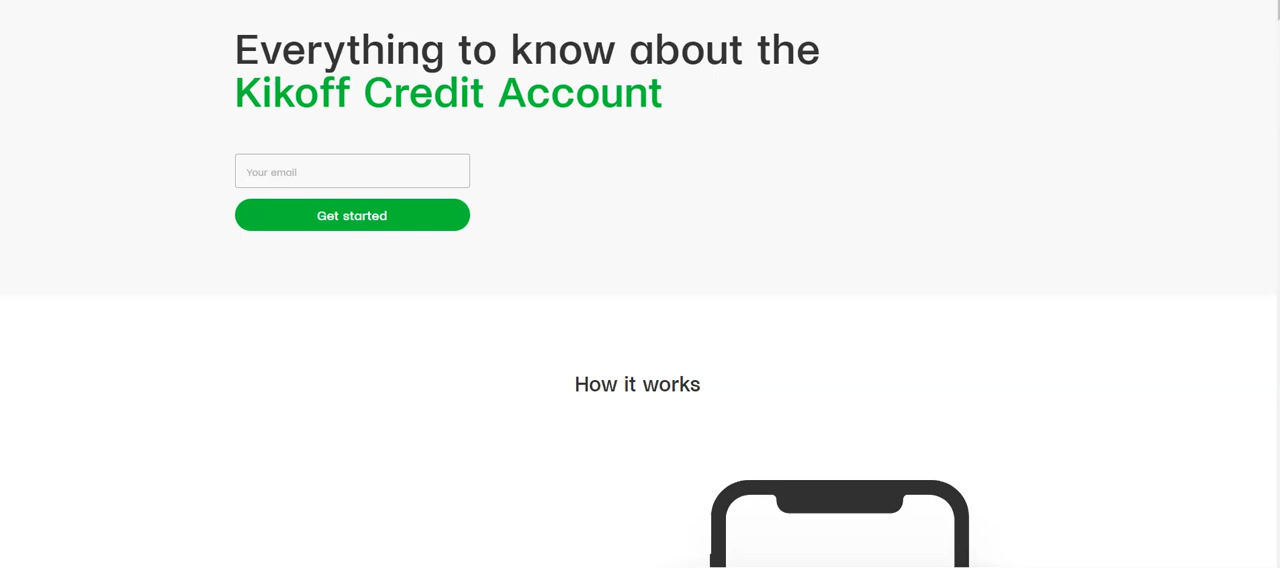 Everything to know about the
Kikoff Credit Account
Your email
Get started
How it works